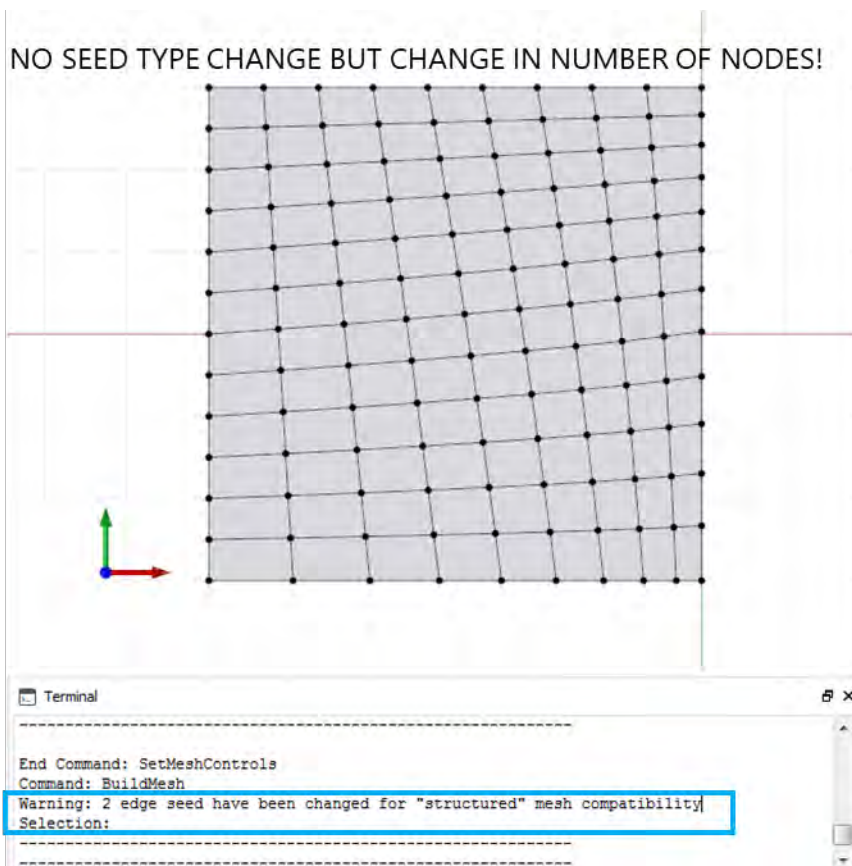 NO SEED TYPE CHANGE BUT CHANGE IN NUMBER OF NODES!
Terminal
------------------------------------------------------------
End Command: SetMeshControls
Command: BuildMesh
Warning: 2 edge seed have been changed for "structured" mesh compatibility
Selection:
------------------------------------------------------------
------------------------------------------------------------